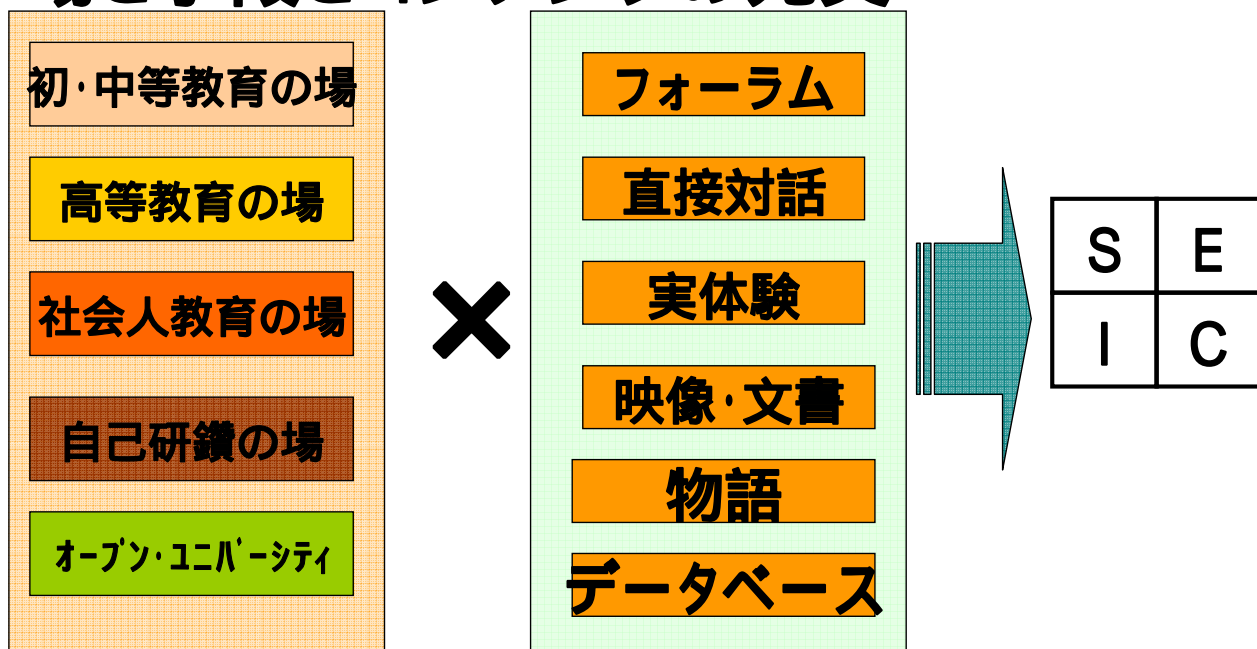 初・中等教育の場
高等教育の場
社会人教育の場
自己研鑽の場
オープン・ユニバーシティ
×
フォーラム
直接対話
実体験
映像・文書
物語
データベース
S E
I C